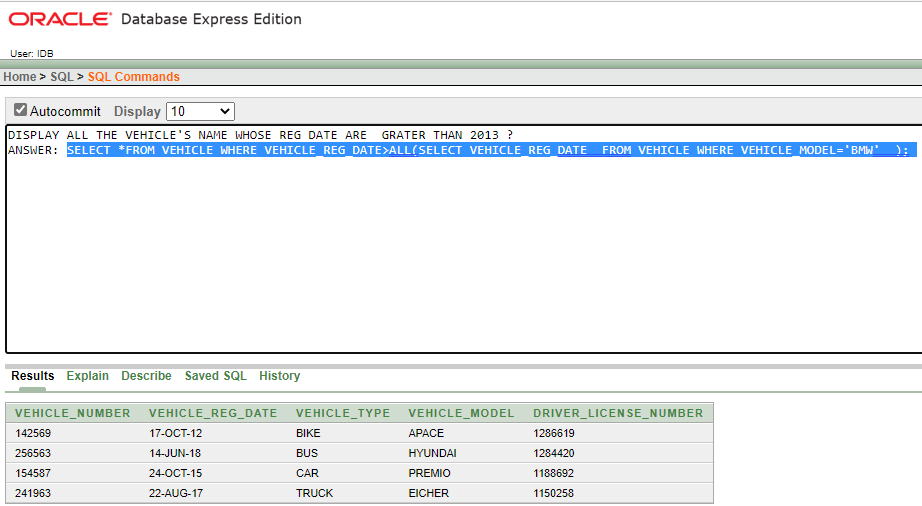 ORACLE® Database Express Edition
User: IDB
Home > SQL > SQL Commands
Autocommit Display 10
DISPLAY ALL THE VEHICLE'S NAME WHOSE REG DATE ARE  GRATER THAN 2013 ?
ANSWER: SELECT *FROM VEHICLE WHERE VEHICLE_REG_DATE>ALL(SELECT VEHICLE_REG_DATE  FROM VEHICLE WHERE VEHICLE_MODEL='BMW'  );
Results Explain Describe Saved SQL History
VEHICLE_NUMBER VEHICLE_REG_DATE VEHICLE_TYPE VEHICLE_MODEL DRIVER_LICENSE_NUMBER
142569 17-OCT-12 BIKE APACE 1286619
256563 14-JUN-18 BUS HYUNDAI 1284420
154587 24-OCT-15 CAR PREMIO 1188692
241963 22-AUG-17 TRUCK EICHER 1150258